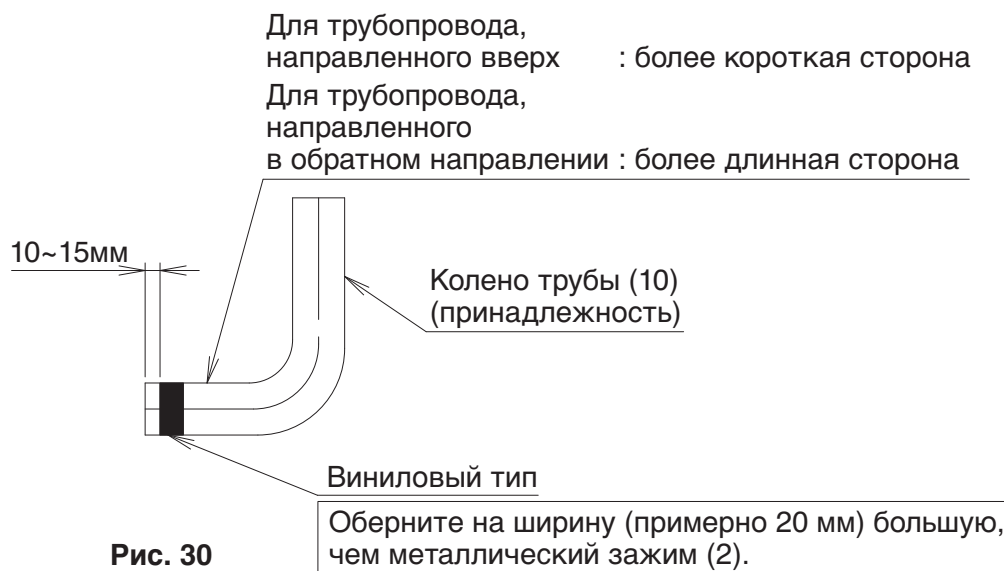 Для трубопровода,
направленного вверх : более короткая сторона
Для трубопровода,
направленного
в обратном направлении : более длинная сторона
10~15мм
Колено трубы (10)
(принадлежность)
Виниловый тип
Оберните на ширину (примерно 20 мм) большую,
чем металлический зажим (2).
Рис. 30